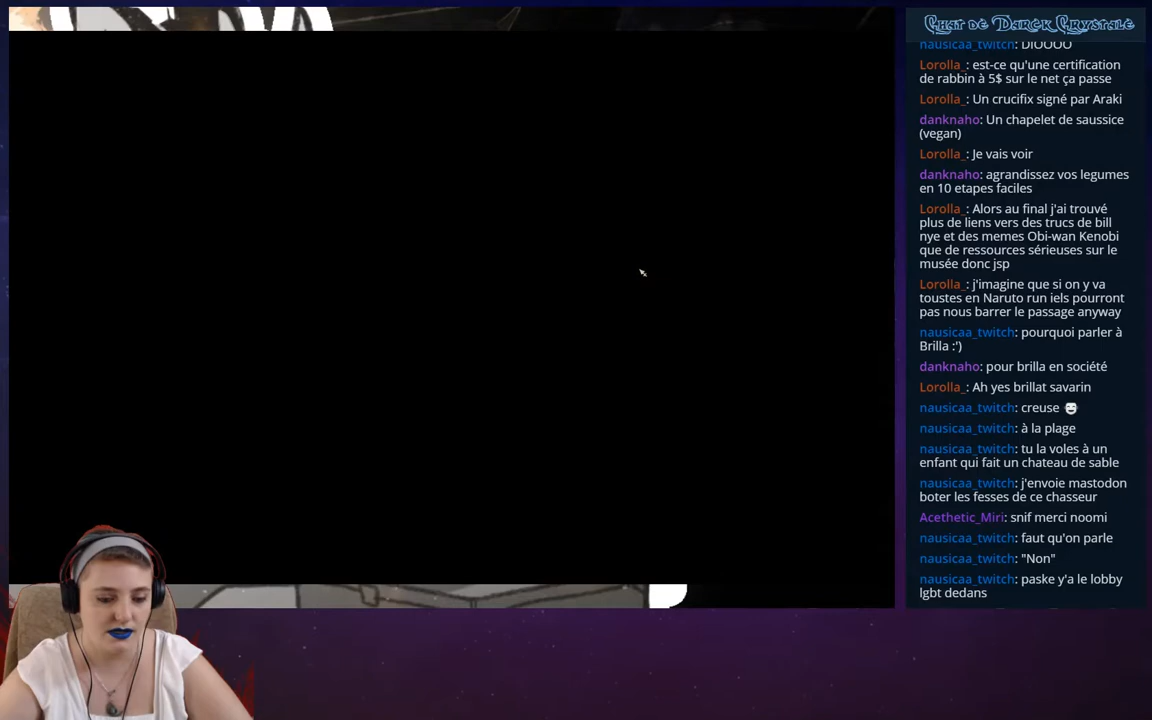 Chat de Darck Crystale
nausicaa_twitch: DIOOOO
Lorolla_: est-ce qu'une certification
de rabbin à 5$ sur le net ça passe
Lorolla_: Un crucifix signé par Araki
danknaho: Un chapelet de saussice
(vegan)
Lorolla_: Je vais voir
danknaho: agrandissez vos legumes
en 10 etapes faciles
Lorolla_: Alors au final j'ai trouvé
plus de liens vers des trucs de bill
nye et des memes Obi-wan Kenobi
que de ressources sérieuses sur le
musée donc jsp
Lorolla_: j'imagine que si on y va
toustes en Naruto run iels pourront
pas nous barrer le passage anyway
nausicaa_twitch: pourquoi parler à
Brilla :')
danknaho: pour brilla en société
Lorolla_: Ah yes brillat savarin
nausicaa_twitch: creuse
nausicaa_twitch: à la plage
nausicaa_twitch: tu la voles à un
enfant qui fait un chateau de sable
nausicaa_twitch: j'envoie mastodon
boter les fesses de ce chasseur
Acethetic_Miri: snif merci noomi
nausicaa_twitch: faut qu'on parle
nausicaa_twitch: "Non"
nausicaa_twitch: paske y'a le lobby
lgbt dedans